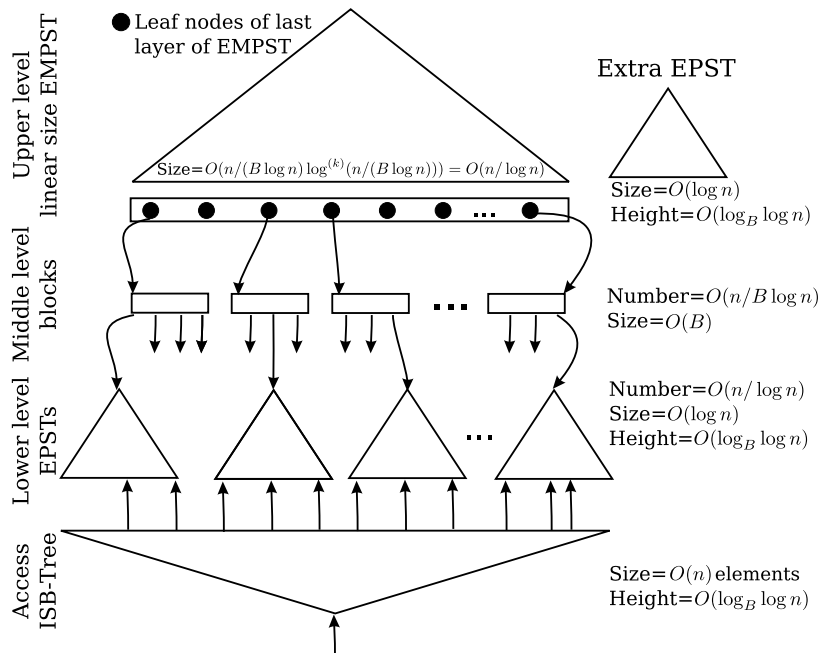 Leaf nodes of last
layer of EMPST
Upper level
linear size EMPST
Extra EPST
Size=O(n/(B log n) log^(k)(n/(B log n))) = O(n/ log n)
Size=O(log n)
Height=O(log_B log n)
...
Middle level
blocks
...
Number=O(n/B log n)
Size=O(B)
Lower level
EPSTs
...
Number=O(n/ log n)
Size=O(log n)
Height=O(log_B log n)
Access
ISB-Tree
Size=O(n) elements
Height=O(log_B log n)